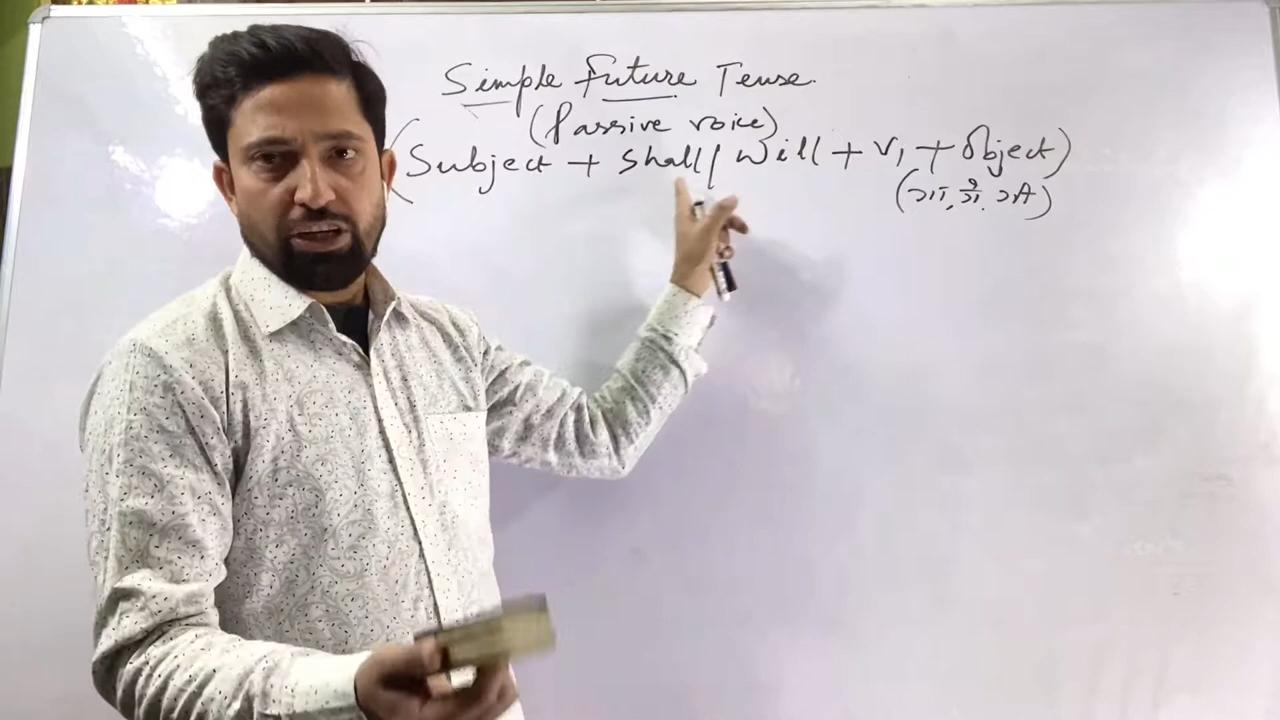 Simple Future Tense.
(Passive voice)
(Subject + Shall/Will + V₁ + Object)
(गा, गे, गी)